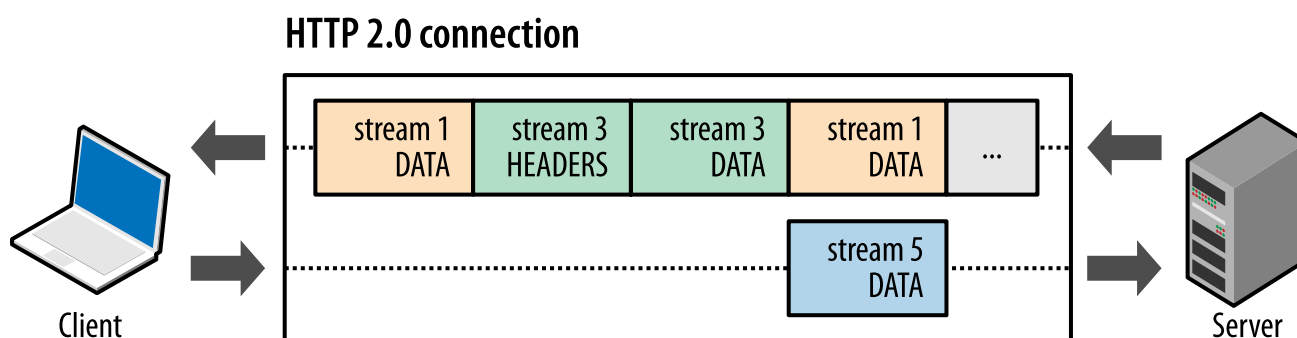 HTTP 2.0 connection
stream 1
DATA
stream 3
HEADERS
stream 3
DATA
stream 1
DATA
...
stream 5
DATA
Client
Server